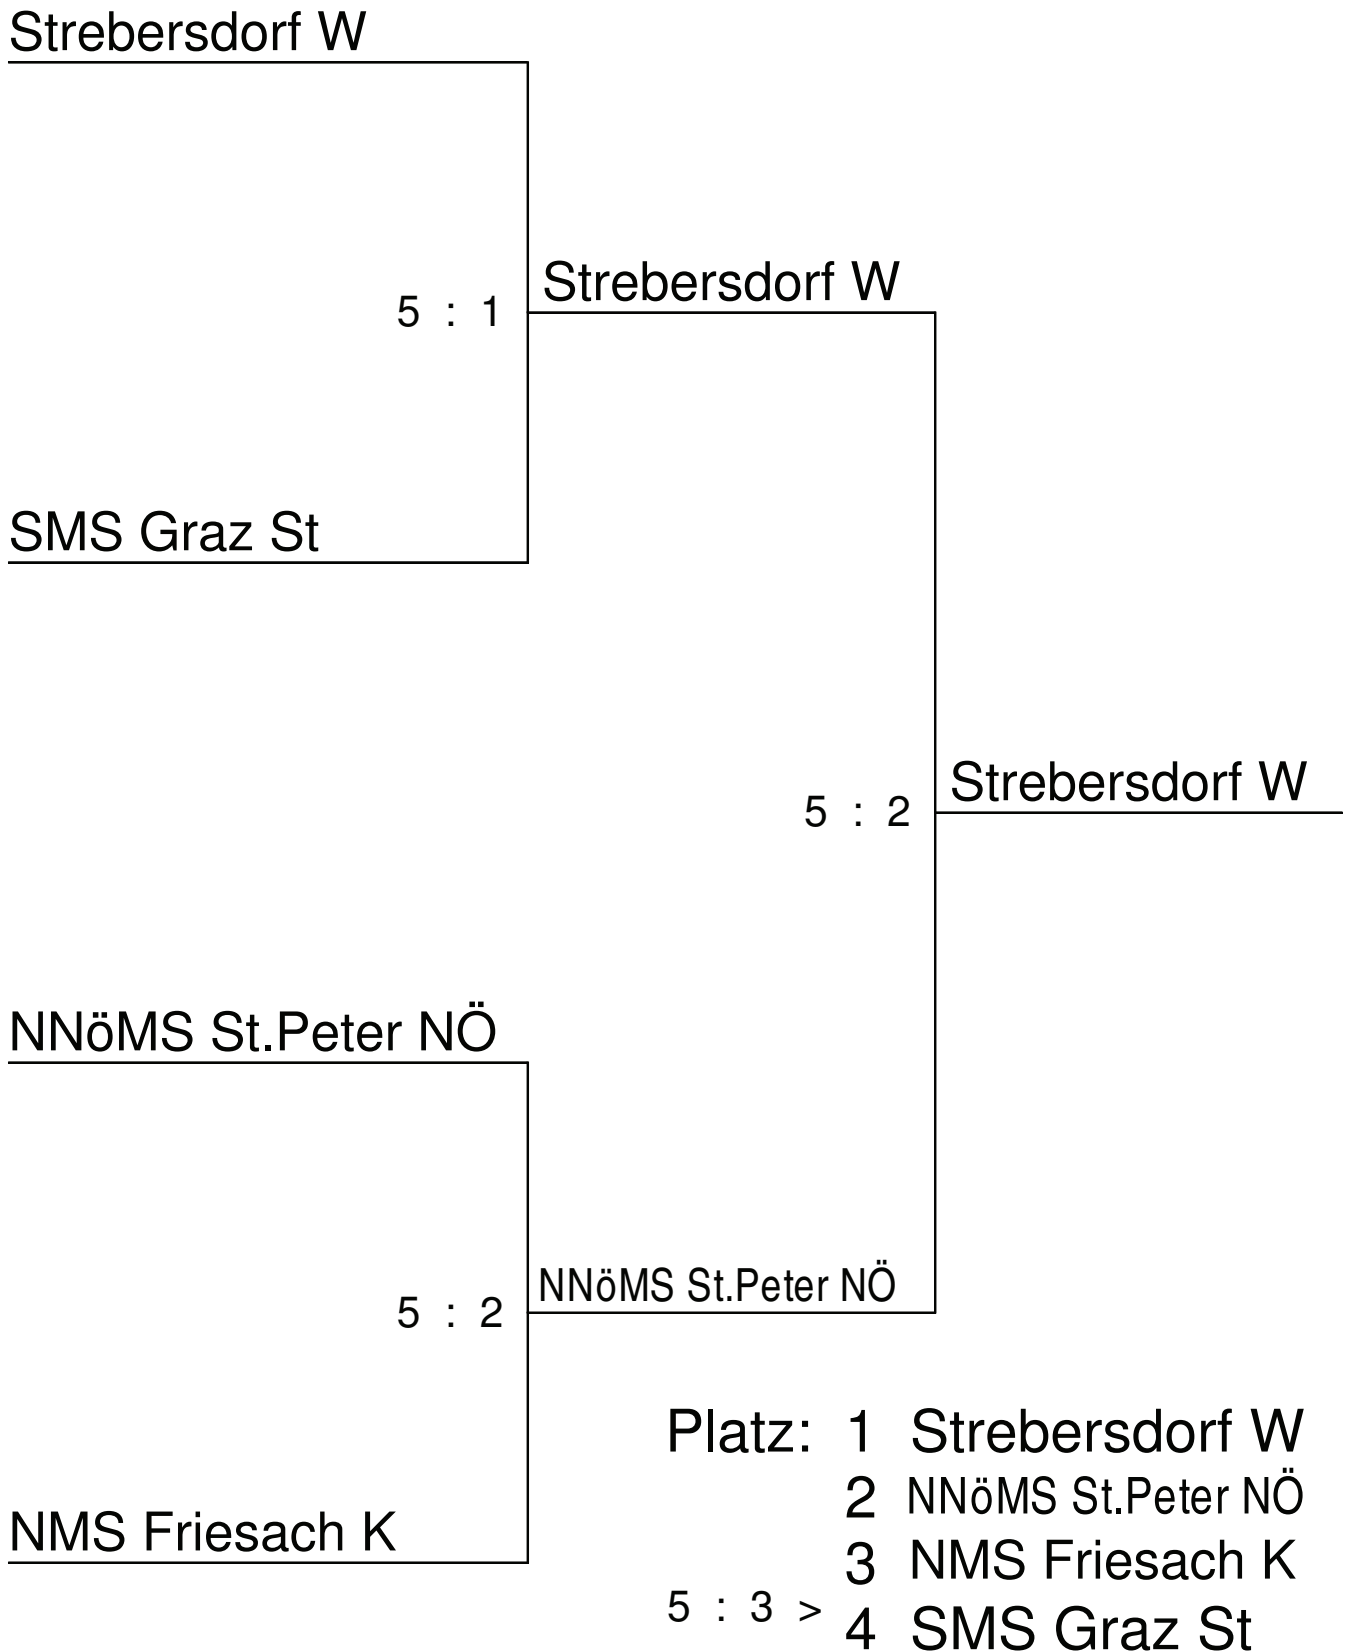 Strebersdorf W
5 : 1
Strebersdorf W
SMS Graz St
5 : 2
Strebersdorf W
NNöMS St.Peter NÖ
5 : 2
NNöMS St.Peter NÖ
NMS Friesach K
Platz: 1 Strebersdorf W
2 NNöMS St.Peter NÖ
3 NMS Friesach K
5 : 3 >
4 SMS Graz St